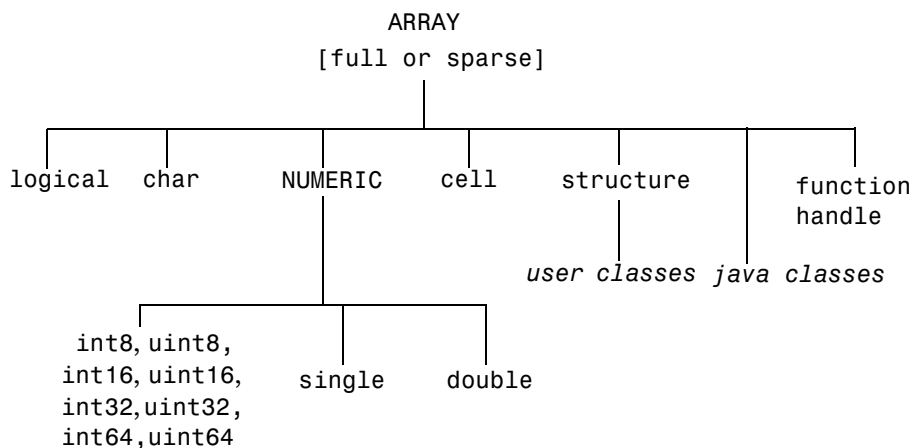 ARRAY
[full or sparse]
logical char NUMERIC cell structure function
handle
user classes java classes
int8, uint8,
int16, uint16,
int32,uint32,
int64,uint64
single double